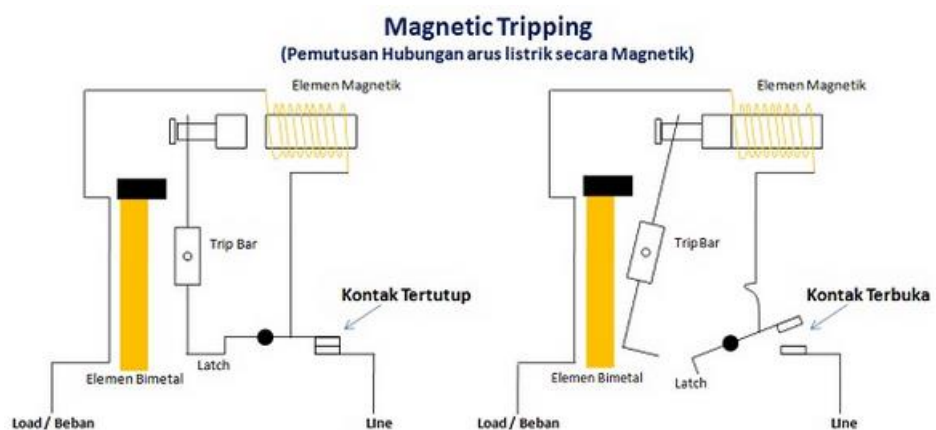 Magnetic Tripping
(Pemutusan Hubungan arus listrik secara Magnetik)
Elemen Magnetik
Trip Bar
Kontak Tertutup
Latch
Elemen Bimetal
Load / Beban
Line
Elemen Magnetik
Trip Bar
Kontak Terbuka
Latch
Elemen Bimetal
Load / Beban
Line